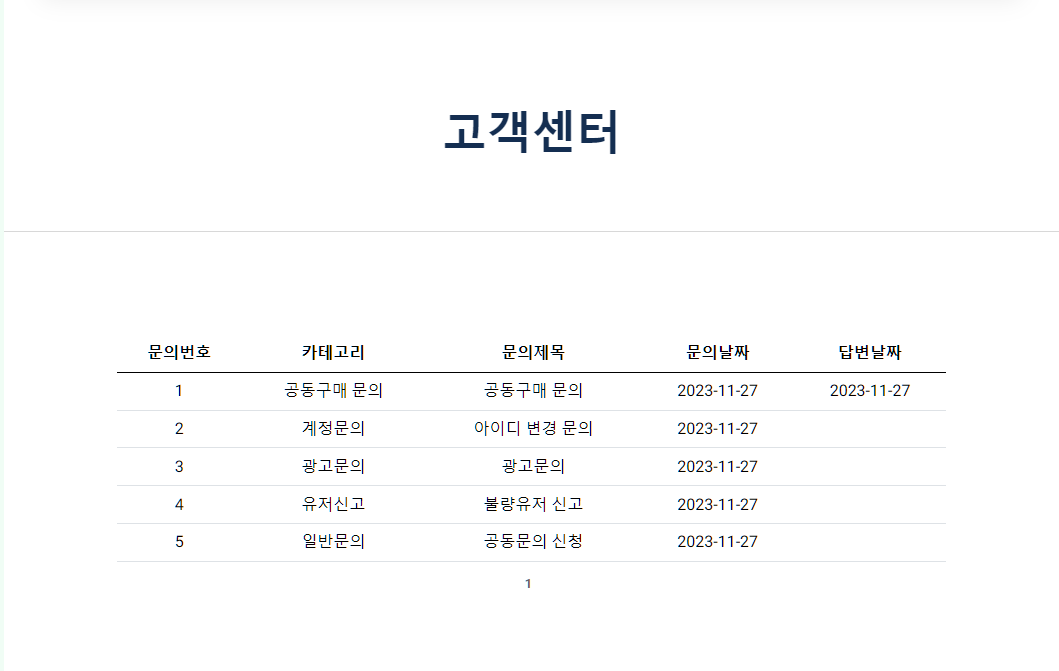 고객센터
문의번호 카테고리 문의제목 문의날짜 답변날짜
1 공동구매 문의 공동구매 문의 2023-11-27 2023-11-27
2 계정문의 아이디 변경 문의 2023-11-27
3 광고문의 광고문의 2023-11-27
4 유저신고 불량유저 신고 2023-11-27
5 일반문의 공동문의 신청 2023-11-27
1